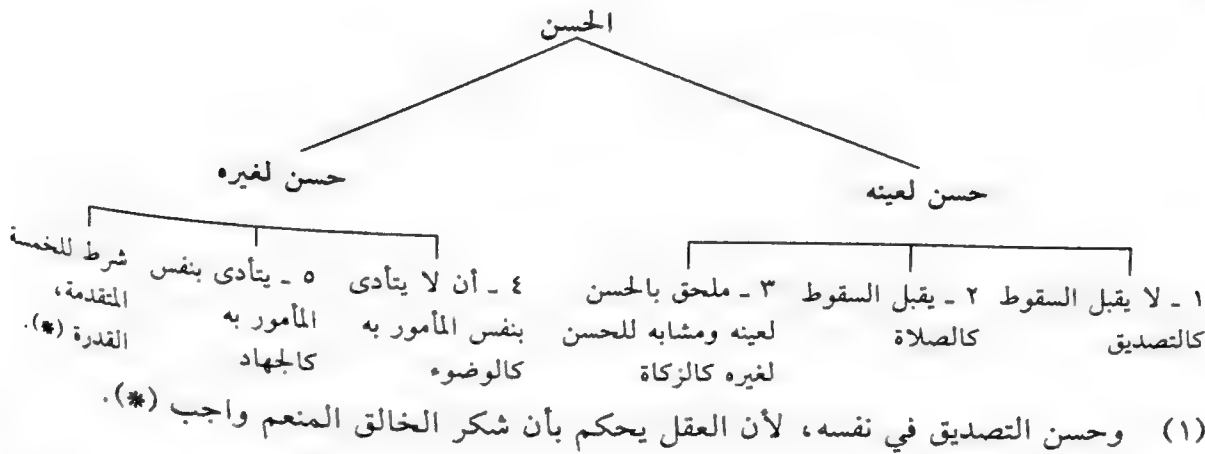 الحسن
حسن لعينه
حسن لغيره
١ ـ لا يقبل السقوط
كالتصديق
٢ ـ يقبل السقوط
كالصلاة
٣ ـ ملحق بالحسن
لعينه ومشابه للحسن
لغيره كالزكاة
٤ ـ أن لا يتأدى
بنفس المأمور به
كالوضوء
٥ ـ يتأدى بنفس
المأمور به
كالجهاد
شرط للخمسة
المتقدمة،
القدرة (*).
(١) وحسن التصديق في نفسه، لأن العقل يحكم بأن شكر الخالق المنعم واجب (*).